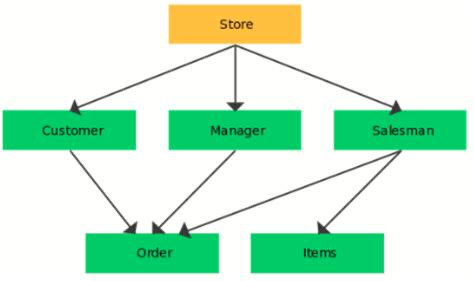 Store
Customer
Manager
Salesman
Order
Items